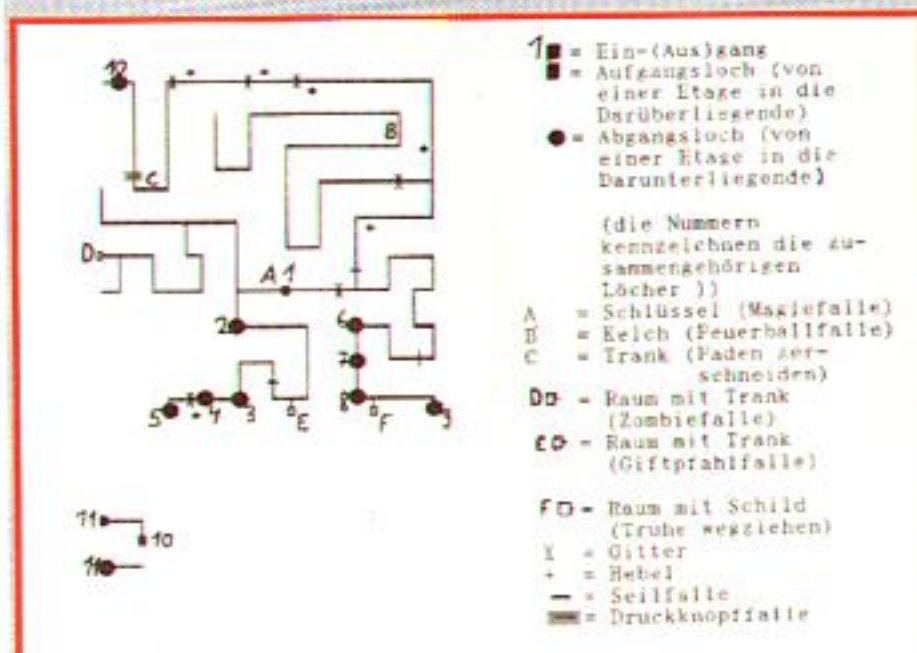 10
C
B
D
A 1
2
6
7
5 4 3
E
8
F
9
11
10
11
1 = Ein-(Aus)gang
= Aufgangsloch (von
einer Etage in die
Darüberliegende)
= Abgangsloch (von
einer Etage in die
Darunterliegende)
(die Nummern
kennzeichnen die zu-
sammengehörigen
Löcher ))
A = Schlüssel (Magiefalle)
B = Kelch (Feuerballfalle)
C = Trank (Faden zer-
schneiden)
D = Raum mit Trank
(Zombiefalle)
E = Raum mit Trank
(Giftpfahlfalle)
F = Raum mit Schild
(Truhe wegziehen)
= Gitter
+ = Hebel
= Seilfalle
= Druckknopffalle